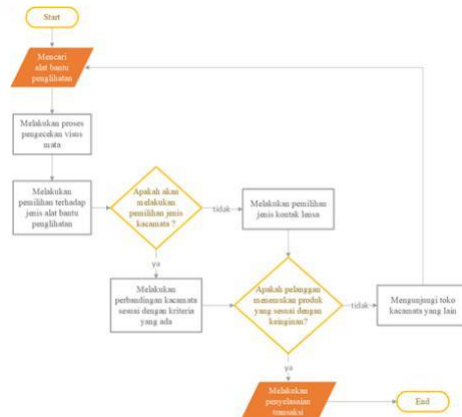 Start
Mencari
alat bantu
penglihatan
Melakukan proses
pengecekan visus
mata
Melakukan
pemilihan terhadap
jenis alat bantu
penglihatan
Apakah akan
melakukan
pemilihan jenis
kacamata ?
tidak
Melakukan pemilihan
jenis kontak lensa
ya
Melakukan
perbandingan kacamata
sesuai dengan kriteria
yang ada
Apakah pelanggan
menemukan produk
yang sesuai dengan
keinginan?
tidak
Mengunjungi toko
kacamata yang lain
ya
Melakukan
penyelesaian
transaksi
End